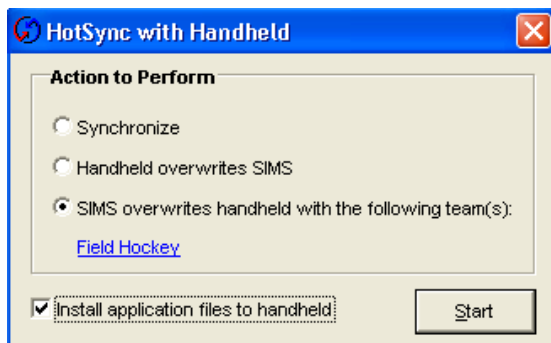 HotSync with Handheld
Action to Perform
Synchronize
Handheld overwrites SIMS
SIMS overwrites handheld with the following team(s):
Field Hockey
Install application files to handheld
Start